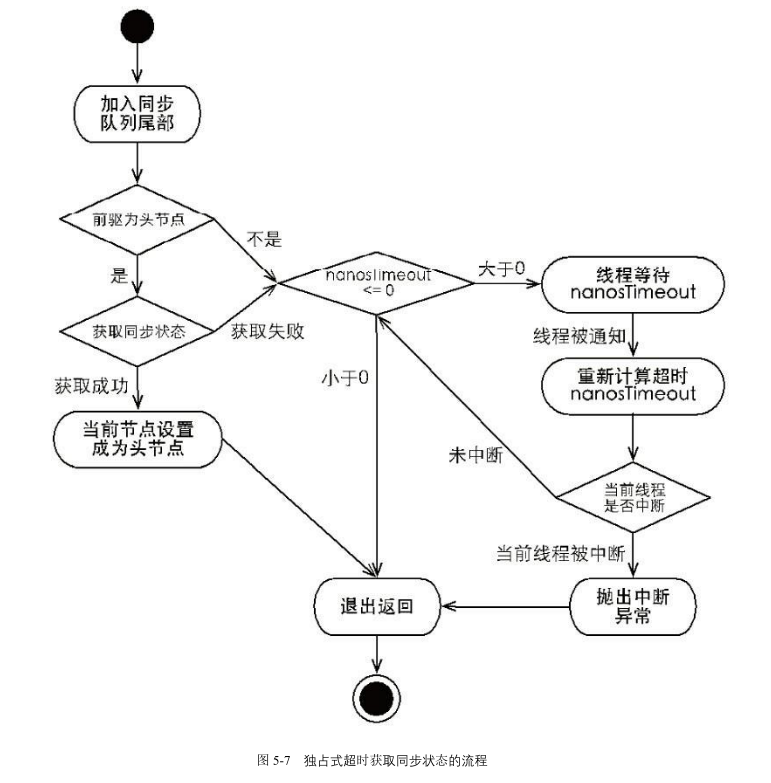 加入同步
队列尾部
前驱为头节点
不是
是
nanosTimeout
<= 0
大于0
线程等待
nanosTimeout
获取同步状态
获取失败
线程被通知
获取成功
小于0
重新计算超时
nanosTimeout
当前节点设置
成为头节点
未中断
当前线程
是否中断
当前线程被中断
退出返回
抛出中断
异常
图 5-7 独占式超时获取同步状态的流程